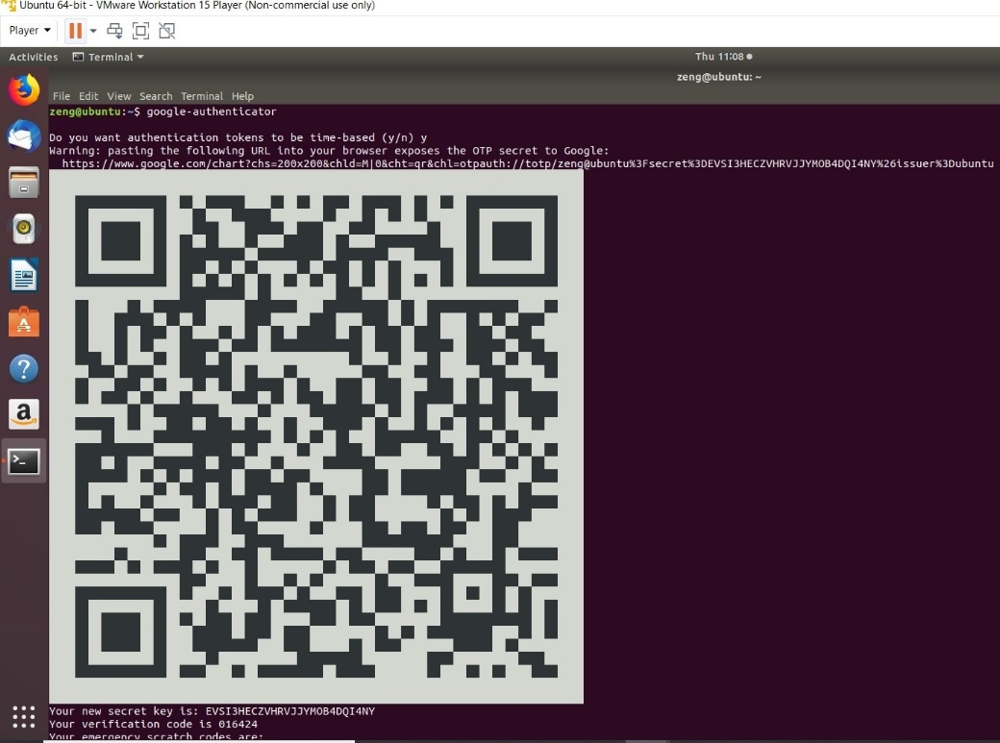 Ubuntu 64-bit - VMware Workstation 15 Player (Non-commercial use only)
Player
Activities Terminal Thu 11:08
zeng@ubuntu: ~
File Edit View Search Terminal Help
zeng@ubuntu:~$ google-authenticator
Do you want authentication tokens to be time-based (y/n) y
Warning: pasting the following URL into your browser exposes the OTP secret to Google:
https://www.google.com/chart?chs=200x200&chld=M|0&cht=qr&chl=otpauth://totp/zeng@ubuntu%3Fsecret%3DEVSI3HECZVHRVJJYMOB4DQI4NY%26issuer%3Dubuntu
Your new secret key is: EVSI3HECZVHRVJJYMOB4DQI4NY
Your verification code is 016424
Your emergency scratch codes are: